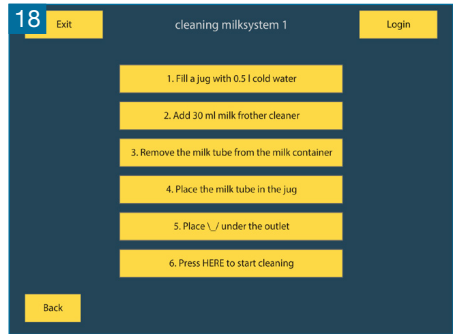 18
Exit
cleaning milksystem 1
Login
1. Fill a jug with 0.5 l cold water
2. Add 30 ml milk frother cleaner
3. Remove the milk tube from the milk container
4. Place the milk tube in the jug
5. Place \_/ under the outlet
6. Press HERE to start cleaning
Back